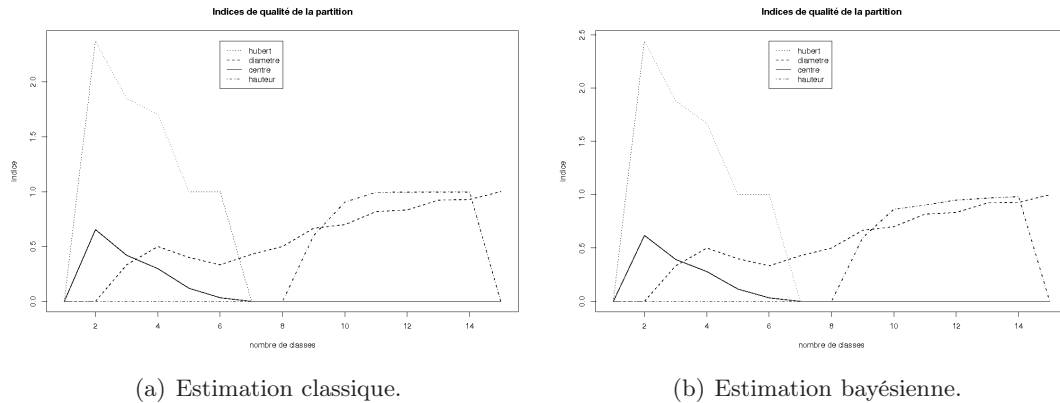 Indices de qualité de la partition
hubert
diametre
centre
hauteur
indice
0.0
0.5
1.0
1.5
2.0
2
4
6
8
10
12
14
nombre de classes
(a) Estimation classique.
Indices de qualité de la partition
hubert
diametre
centre
hauteur
indice
0.0
0.5
1.0
1.5
2.0
2.5
2
4
6
8
10
12
14
nombre de classes
(b) Estimation bayésienne.